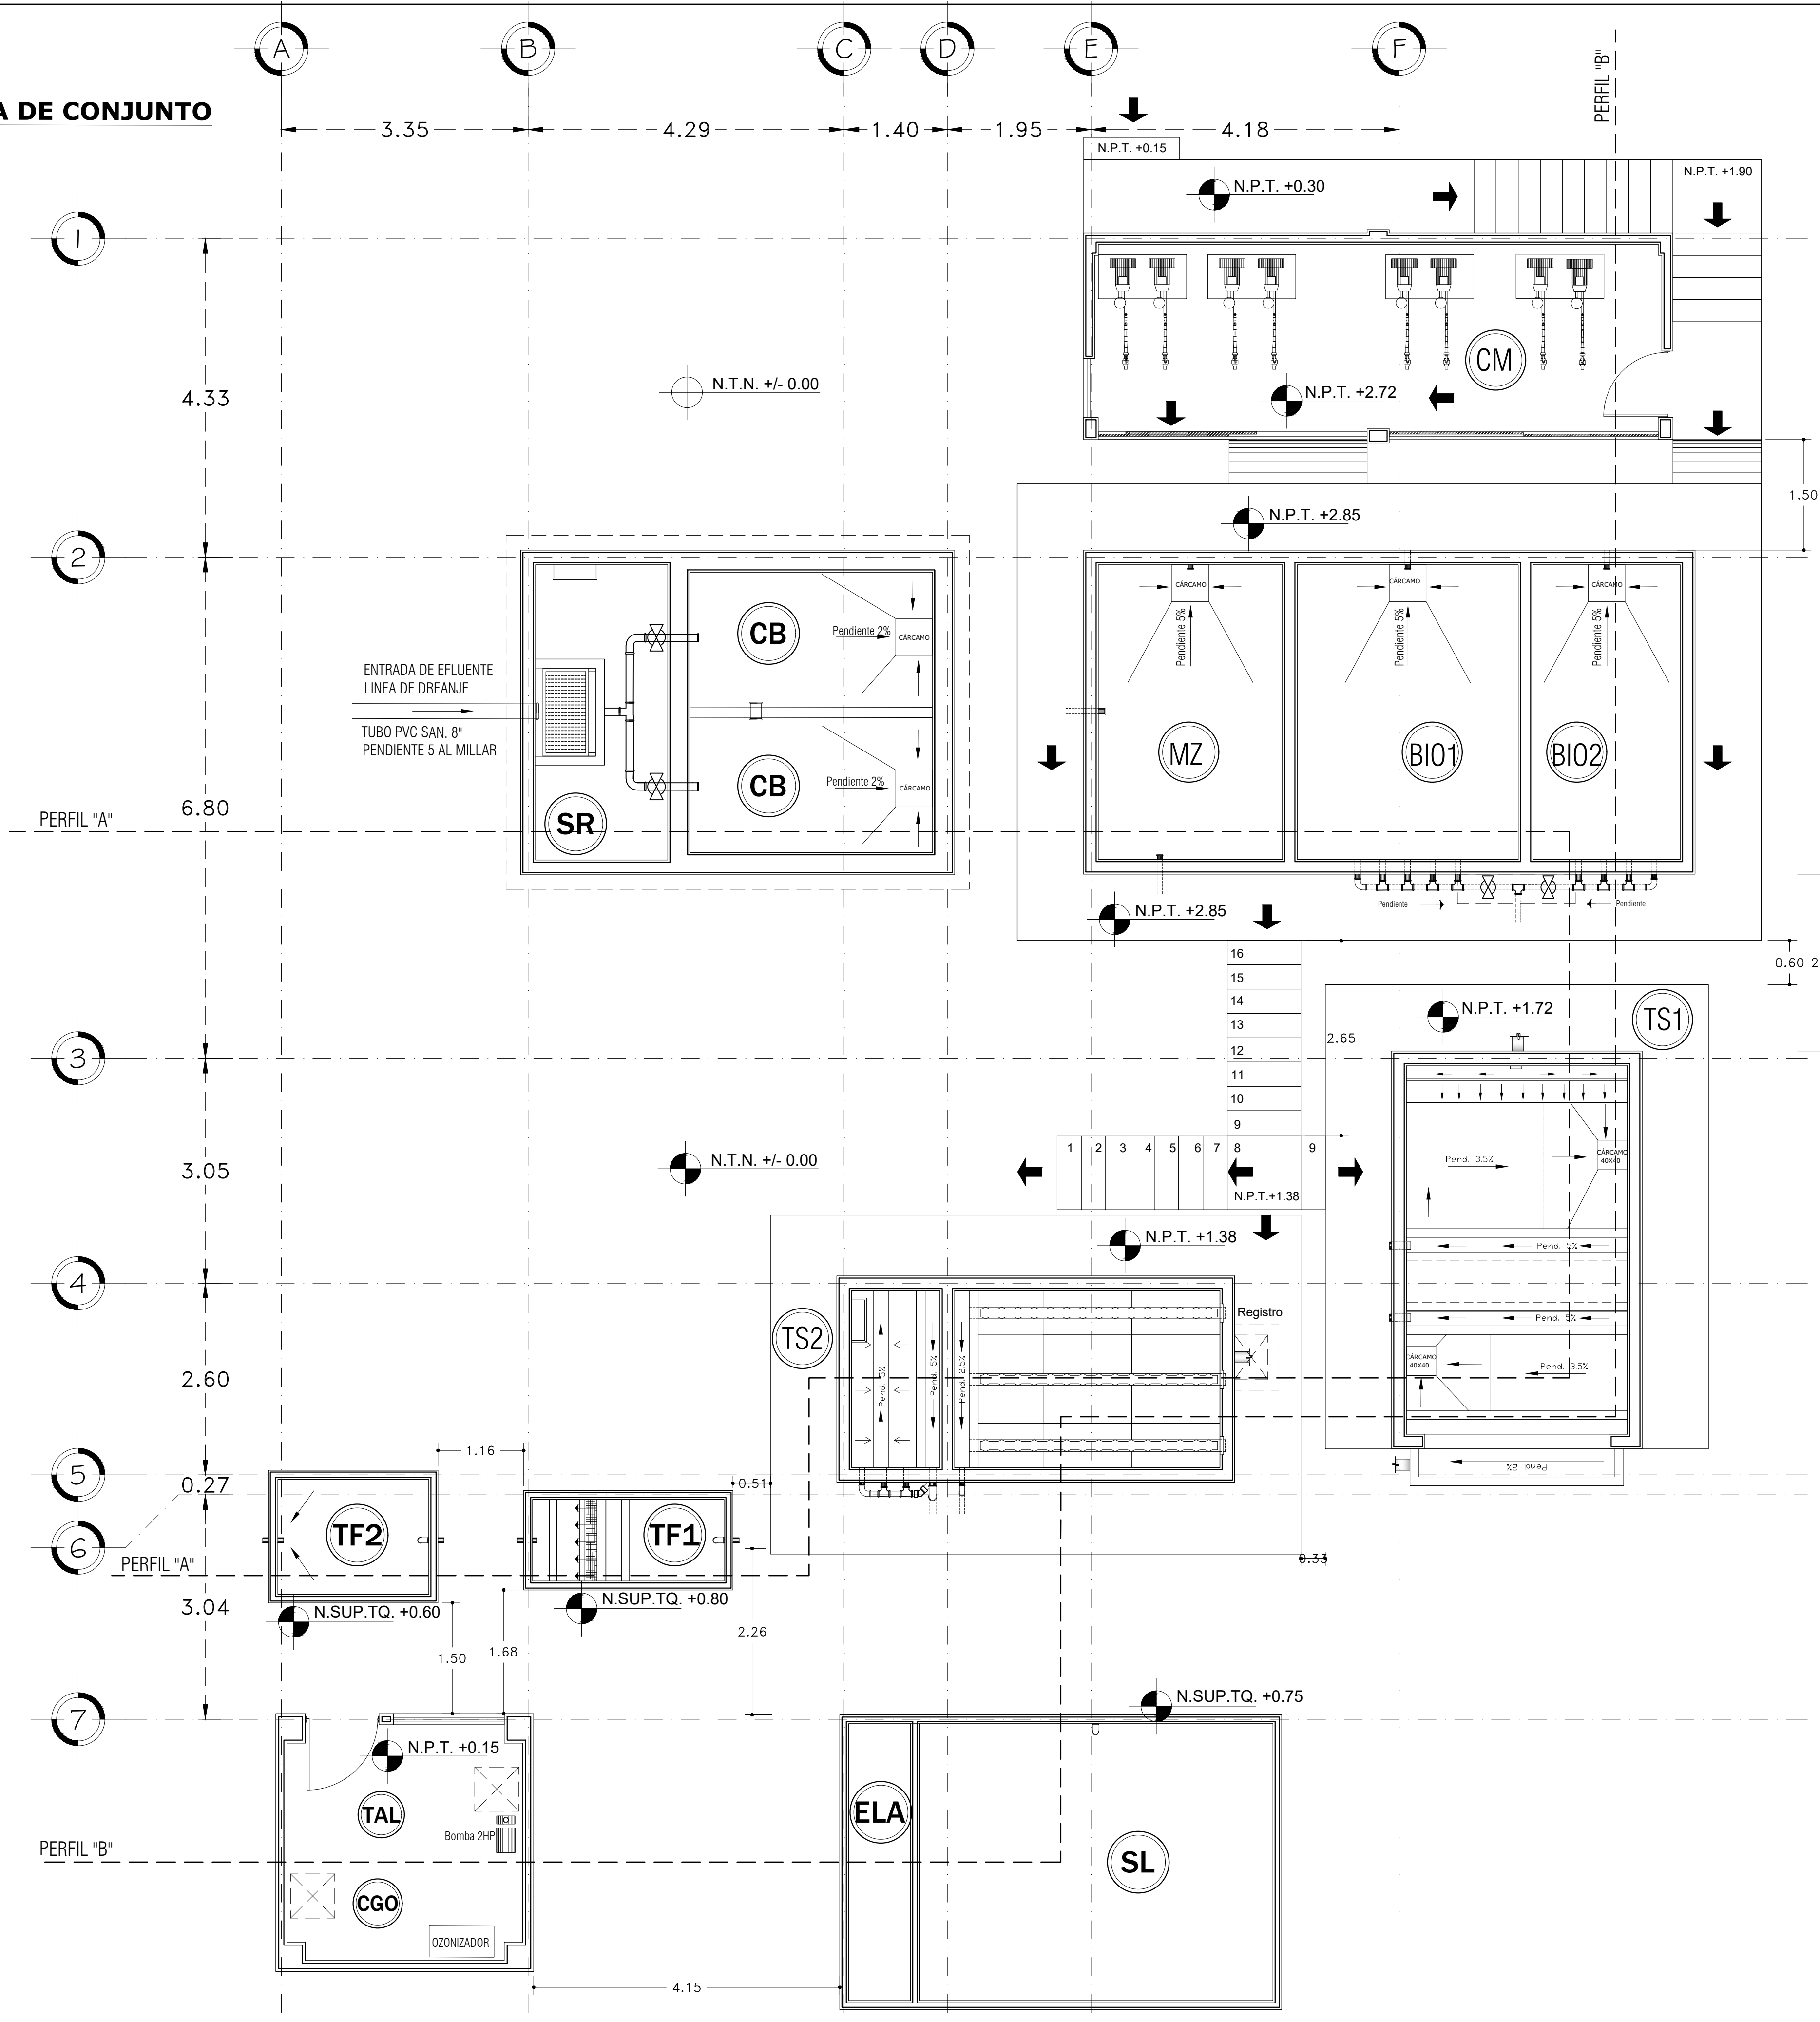 A
B
C
D
E
F
PERFIL "B"
A DE CONJUNTO
3.35
4.29
1.40
1.95
4.18
N.P.T. +0.15
N.P.T. +0.30
N.P.T. +1.90
1
4.33
N.T.N. +/- 0.00
CM
N.P.T. +2.72
1.50
N.P.T. +2.85
2
CÁRCAMO
CÁRCAMO
CÁRCAMO
Pendiente 5%
Pendiente 5%
Pendiente 5%
CB
Pendiente 2%
CÁRCAMO
ENTRADA DE EFLUENTE
LINEA DE DREANJE
TUBO PVC SAN. 8"
PENDIENTE 5 AL MILLAR
MZ
BIO1
BIO2
CB
Pendiente 2%
CÁRCAMO
6.80
SR
PERFIL "A"
Pendiente
Pendiente
N.P.T. +2.85
16
15
14
13
12
11
10
9
0.60
2
N.P.T. +1.72
TS1
2.65
3
3.05
N.T.N. +/- 0.00
1
2
3
4
5
6
7
8
9
N.P.T.+1.38
Pend. 3.5%
CÁRCAMO
40X40
N.P.T. +1.38
Pend. 5%
4
Registro
TS2
Pend. 5%
Pend. 5%
Pend. 2.5%
Pend. 5%
CÁRCAMO
40X40
Pend. 3.5%
2.60
1.16
5
0.27
0.51
Pend. 2%
TF2
TF1
6
PERFIL "A"
0.33
N.SUP.TQ. +0.60
N.SUP.TQ. +0.80
3.04
1.50
1.68
2.26
N.SUP.TQ. +0.75
7
N.P.T. +0.15
TAL
Bomba 2HP
ELA
PERFIL "B"
SL
CGO
OZONIZADOR
4.15